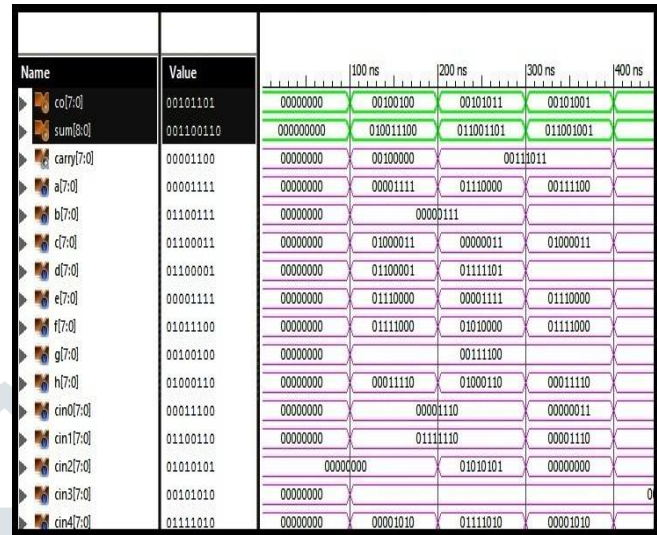 Name Value 100 ns 200 ns 300 ns 400 ns
co[7:0] 00101101 00000000 00100100 00101011 00101001
sum[8:0] 001100110 000000000 010011100 011001101 011001001
carry[7:0] 00001100 00000000 00100000 00111011
a[7:0] 00001111 00000000 00001111 01110000 00111100
b[7:0] 01100111 00000000 00000111
c[7:0] 01100011 00000000 01000011 00000011 01000011
d[7:0] 01100001 00000000 01100001 01111101
e[7:0] 00001111 00000000 01110000 00001111 01110000
f[7:0] 01011100 00000000 01111000 01010000 01111000
g[7:0] 00100100 00000000 00111100
h[7:0] 01000110 00000000 00011110 01000110 00011110
cin0[7:0] 00011100 00000000 00001110 00000011
cin1[7:0] 01100110 00000000 01111110 00001110
cin2[7:0] 01010101 00000000 01010101 00000000
cin3[7:0] 00101010 00000000
cin4[7:0] 01111010 00000000 00001010 01111010 00001010